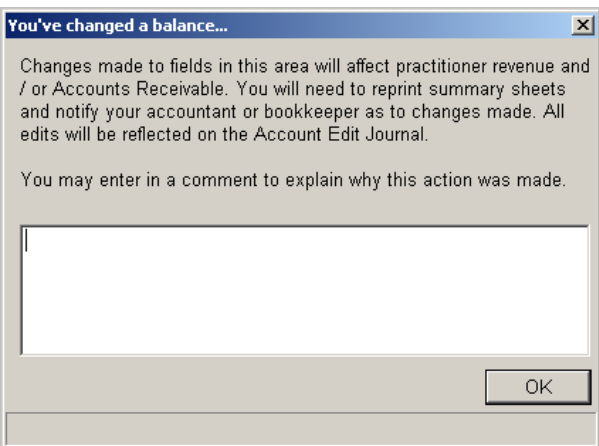 You've changed a balance...
Changes made to fields in this area will affect practitioner revenue and
/ or Accounts Receivable. You will need to reprint summary sheets
and notify your accountant or bookkeeper as to changes made. All
edits will be reflected on the Account Edit Journal.
You may enter in a comment to explain why this action was made.
OK